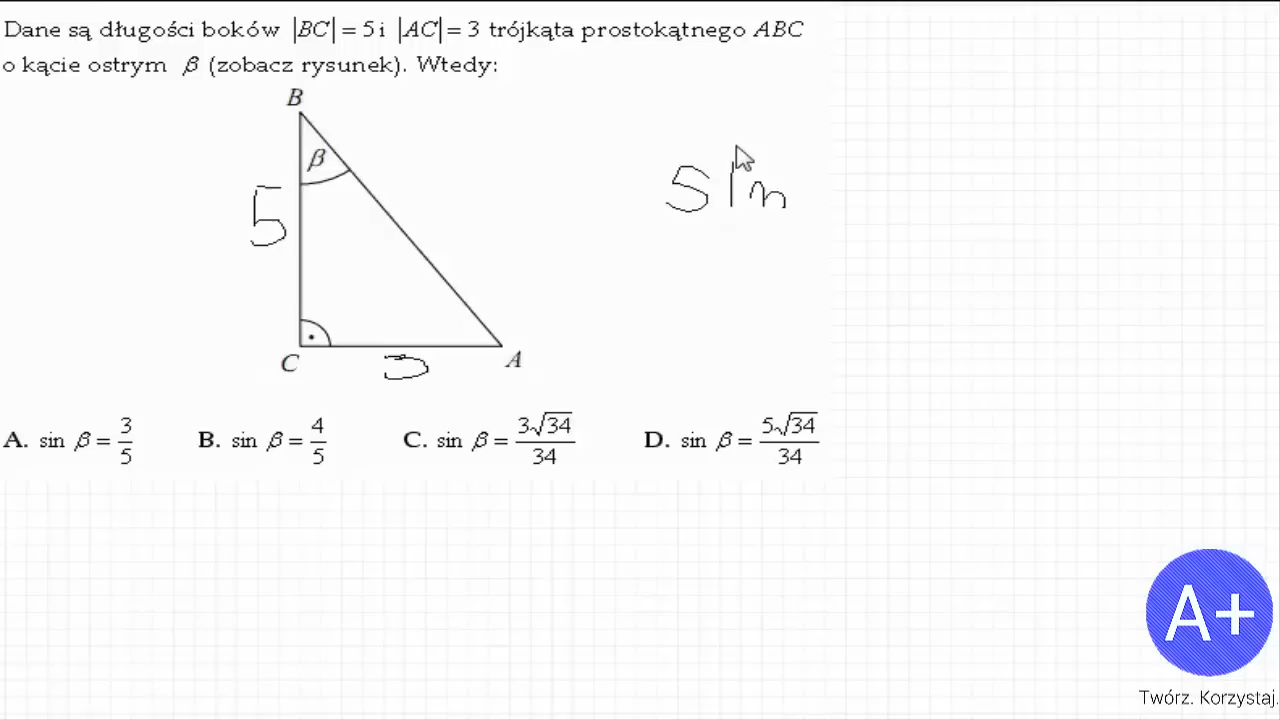 Dane są długości boków |BC| = 5 i |AC| = 3 trójkąta prostokątnego ABC
o kącie ostrym β (zobacz rysunek). Wtedy:
B
β
5
sin
C
3
A
A. sin β = 3/5 B. sin β = 4/5 C. sin β = 3√34/34 D. sin β = 5√34/34
A+
Twórz. Korzystaj.